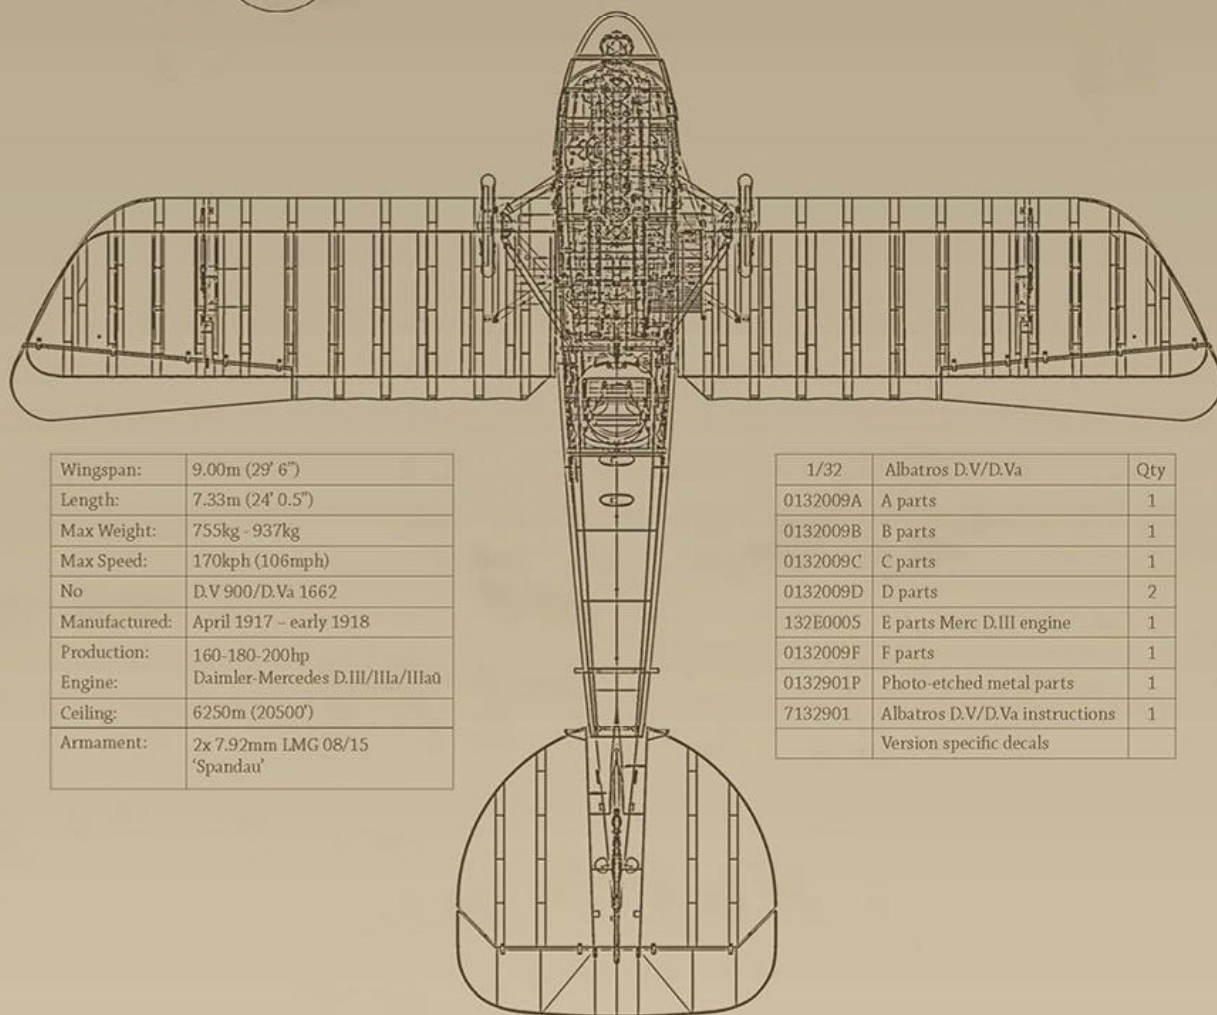 Wingspan: 9.00m (29' 6")
Length: 7.33m (24' 0.5")
Max Weight: 755kg - 937kg
Max Speed: 170kph (106mph)
No D.V 900/D.Va 1662
Manufactured: April 1917 – early 1918
Production: 160-180-200hp
Engine: Daimler-Mercedes D.III/IIIa/IIIaü
Ceiling: 6250m (20500')
Armament: 2x 7.92mm LMG 08/15
'Spandau'
1/32 Albatros D.V/D.Va Qty
0132009A A parts 1
0132009B B parts 1
0132009C C parts 1
0132009D D parts 2
132E0005 E parts Merc D.III engine 1
0132009F F parts 1
0132901P Photo-etched metal parts 1
7132901 Albatros D.V/D.Va instructions 1
Version specific decals